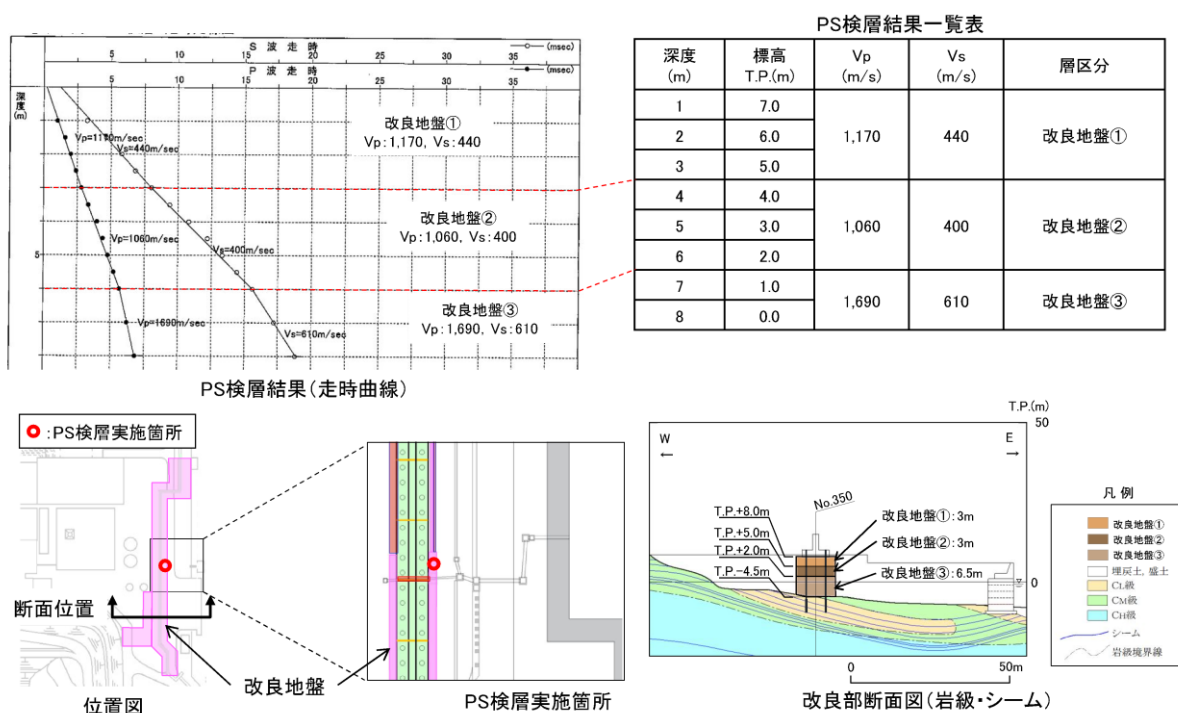 PS検層結果一覧表
深度
(m)
標高
T.P.(m)
Vp
(m/s)
Vs
(m/s)
層区分
1 7.0
2 6.0
3 5.0
1,170 440 改良地盤①
4 4.0
5 3.0
6 2.0
1,060 400 改良地盤②
7 1.0
8 0.0
1,690 610 改良地盤③
S 波 走 時 (msec)
5 10 15 20 25 30 35
P 波 走 時 (msec)
5 10 15 20 25 30 35
深度(m)
5
Vp=1170m/sec
Vs=440m/sec
Vp=1060m/sec
Vs=400m/sec
Vp=1690m/sec
Vs=610m/sec
改良地盤①
Vp:1,170, Vs:440
改良地盤②
Vp:1,060, Vs:400
改良地盤③
Vp:1,690, Vs:610
PS検層結果(走時曲線)
:PS検層実施箇所
断面位置
改良地盤
位置図
PS検層実施箇所
T.P.(m)
50
W
E
No.350
T.P.+8.0m
T.P.+5.0m
T.P.+2.0m
T.P.-4.5m
改良地盤①:3m
改良地盤②:3m
改良地盤③:6.5m
0
0 50m
改良部断面図(岩級・シーム)
凡 例
改良地盤①
改良地盤②
改良地盤③
埋戻土, 盛土
CL級
CM級
CH級
シーム
岩級境界線